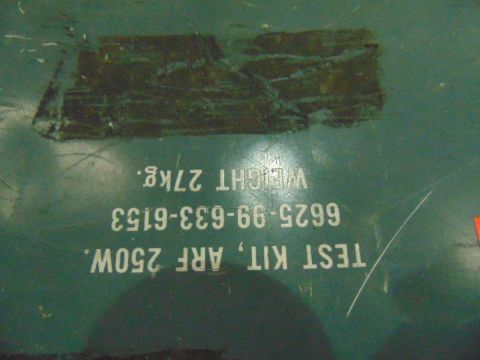 TEST KIT, ARF 250W.
6625-99-633-6153
WEIGHT 27kg.